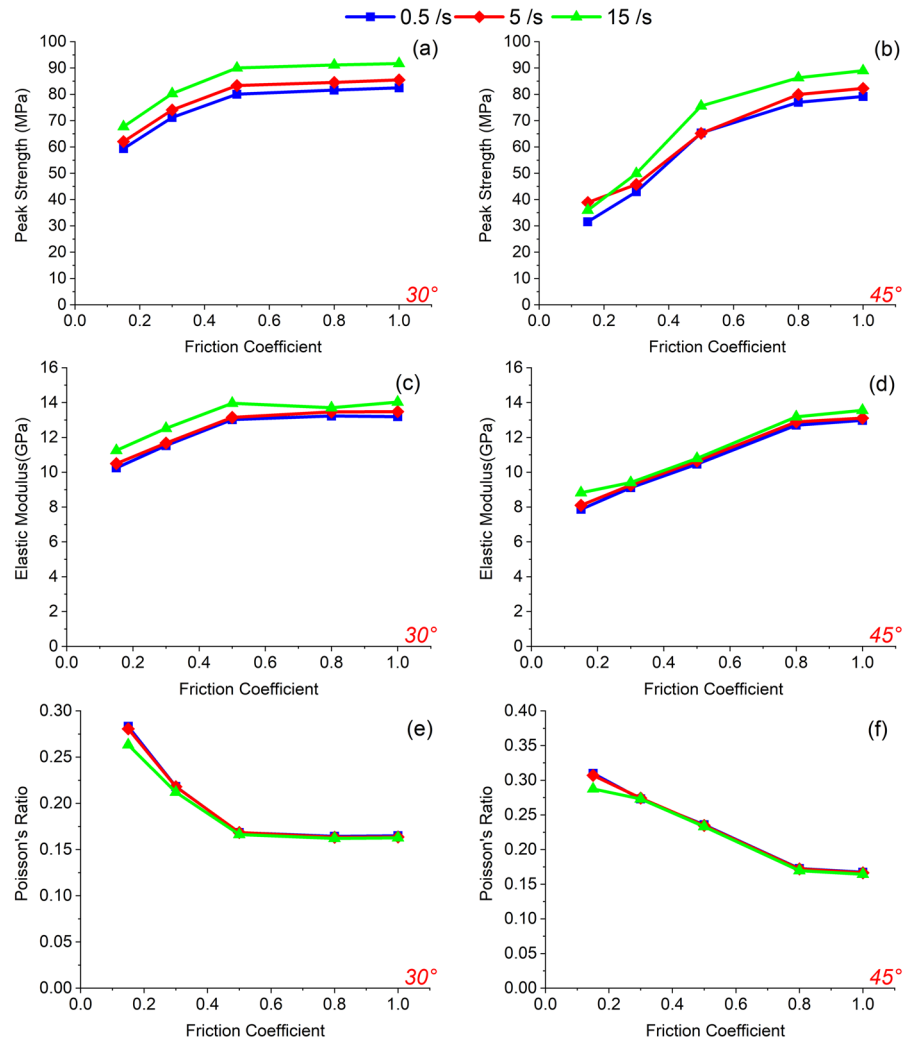 0.5 /s 5 /s 15 /s
(a)
100
90
80
70
60
50
40
30
20
10
0
Peak Strength (MPa)
0.0 0.2 0.4 0.6 0.8 1.0
Friction Coefficient
30°
(b)
100
90
80
70
60
50
40
30
20
10
0
Peak Strength (MPa)
0.0 0.2 0.4 0.6 0.8 1.0
Friction Coefficient
45°
(c)
16
14
12
10
8
6
4
2
0
Elastic Modulus(GPa)
0.0 0.2 0.4 0.6 0.8 1.0
Friction Coefficient
30°
(d)
16
14
12
10
8
6
4
2
0
Elastic Modulus(GPa)
0.0 0.2 0.4 0.6 0.8 1.0
Friction Coefficient
45°
(e)
0.30
0.25
0.20
0.15
0.10
0.05
0.00
Poisson's Ratio
0.0 0.2 0.4 0.6 0.8 1.0
Friction Coefficient
30°
(f)
0.40
0.35
0.30
0.25
0.20
0.15
0.10
0.05
0.00
Poisson's Ratio
0.0 0.2 0.4 0.6 0.8 1.0
Friction Coefficient
45°